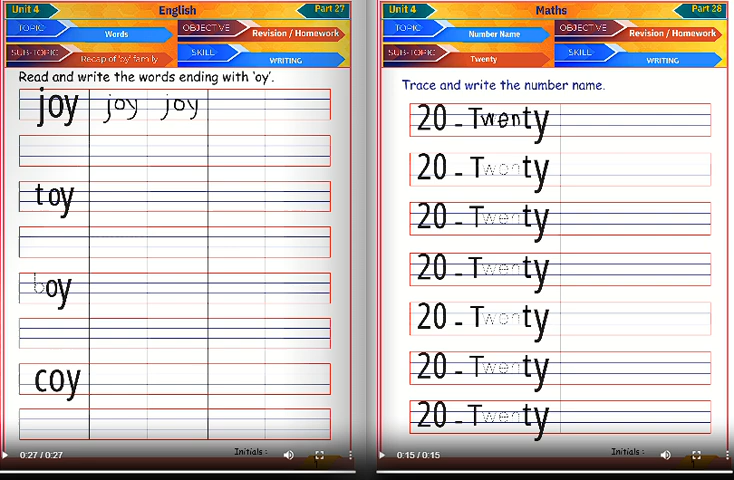 Unit 4 English Part 27
TOPIC Words OBJECTIVE Revision / Homework
SUB-TOPIC Recap of 'oy' family SKILL WRITING
Read and write the words ending with 'oy'.
joy joy joy
toy
boy
coy
Initials :
0:27 / 0:27
Unit 4 Maths Part 28
TOPIC Number Name OBJECTIVE Revision / Homework
SUB-TOPIC Twenty SKILL WRITING
Trace and write the number name.
20 - Twenty
20 - Twenty
20 - Twenty
20 - Twenty
20 - Twenty
20 - Twenty
20 - Twenty
Initials :
0:15 / 0:15